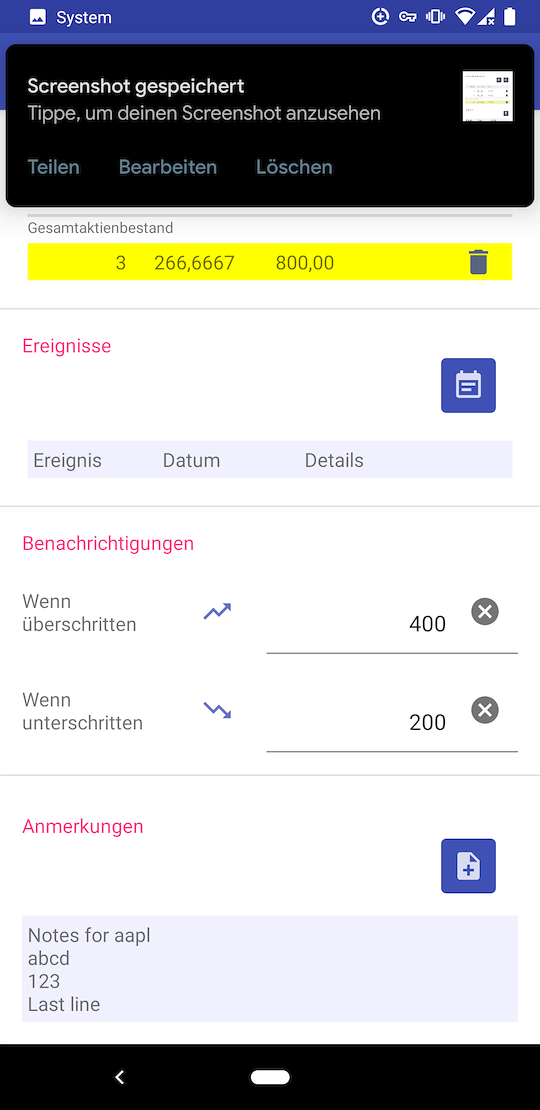 System
Screenshot gespeichert
Tippe, um deinen Screenshot anzusehen
Teilen Bearbeiten Löschen
Gesamtaktienbestand
3 266,6667 800,00
Ereignisse
Ereignis Datum Details
Benachrichtigungen
Wenn
überschritten
400
Wenn
unterschritten
200
Anmerkungen
Notes for aapl
abcd
123
Last line